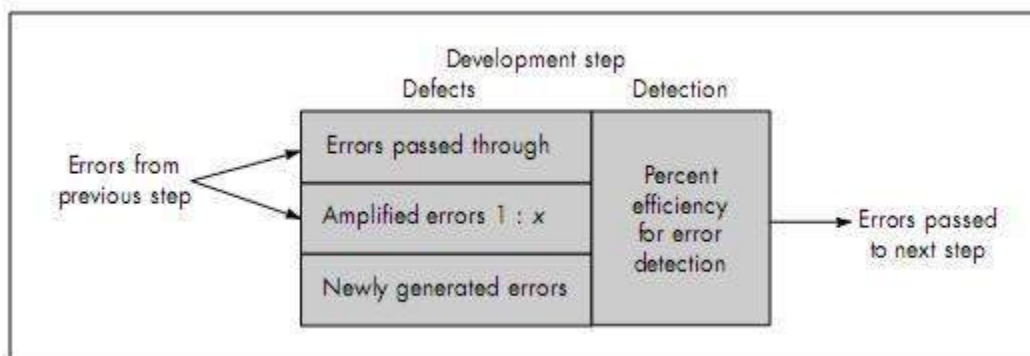 Development step
Defects
Detection
Errors from
previous step
Errors passed through
Amplified errors 1 : x
Newly generated errors
Percent
efficiency
for error
detection
Errors passed
to next step